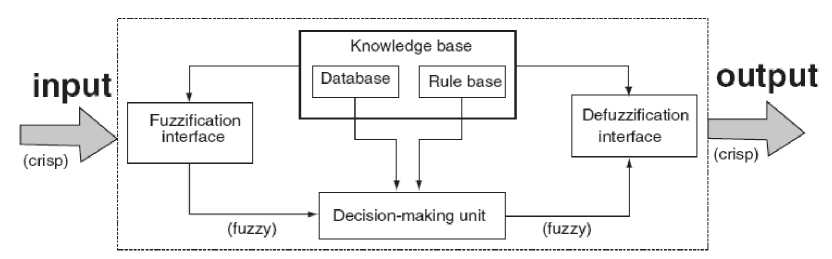 Knowledge base
Database
Rule base
input
(crisp)
Fuzzification
interface
Defuzzification
interface
output
(crisp)
Decision-making unit
(fuzzy)
(fuzzy)